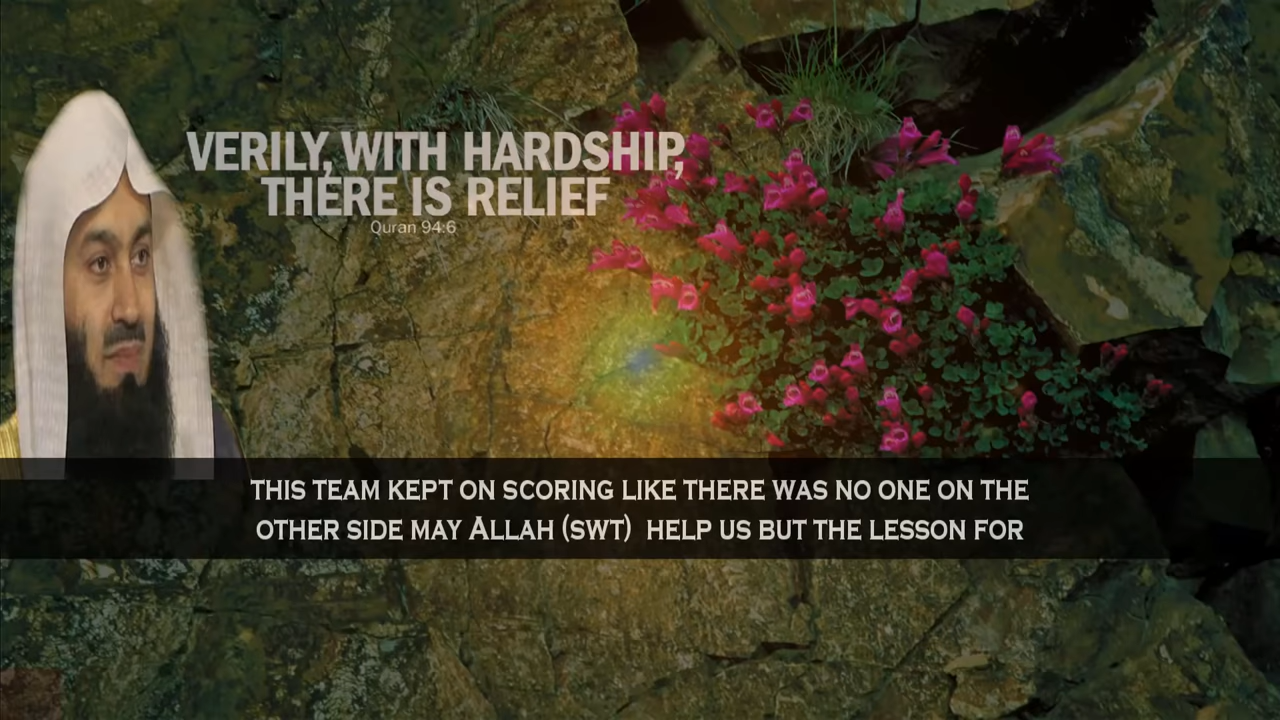 VERILY, WITH HARDSHIP,
THERE IS RELIEF
Quran 94:6
THIS TEAM KEPT ON SCORING LIKE THERE WAS NO ONE ON THE
OTHER SIDE MAY ALLAH (SWT) HELP US BUT THE LESSON FOR